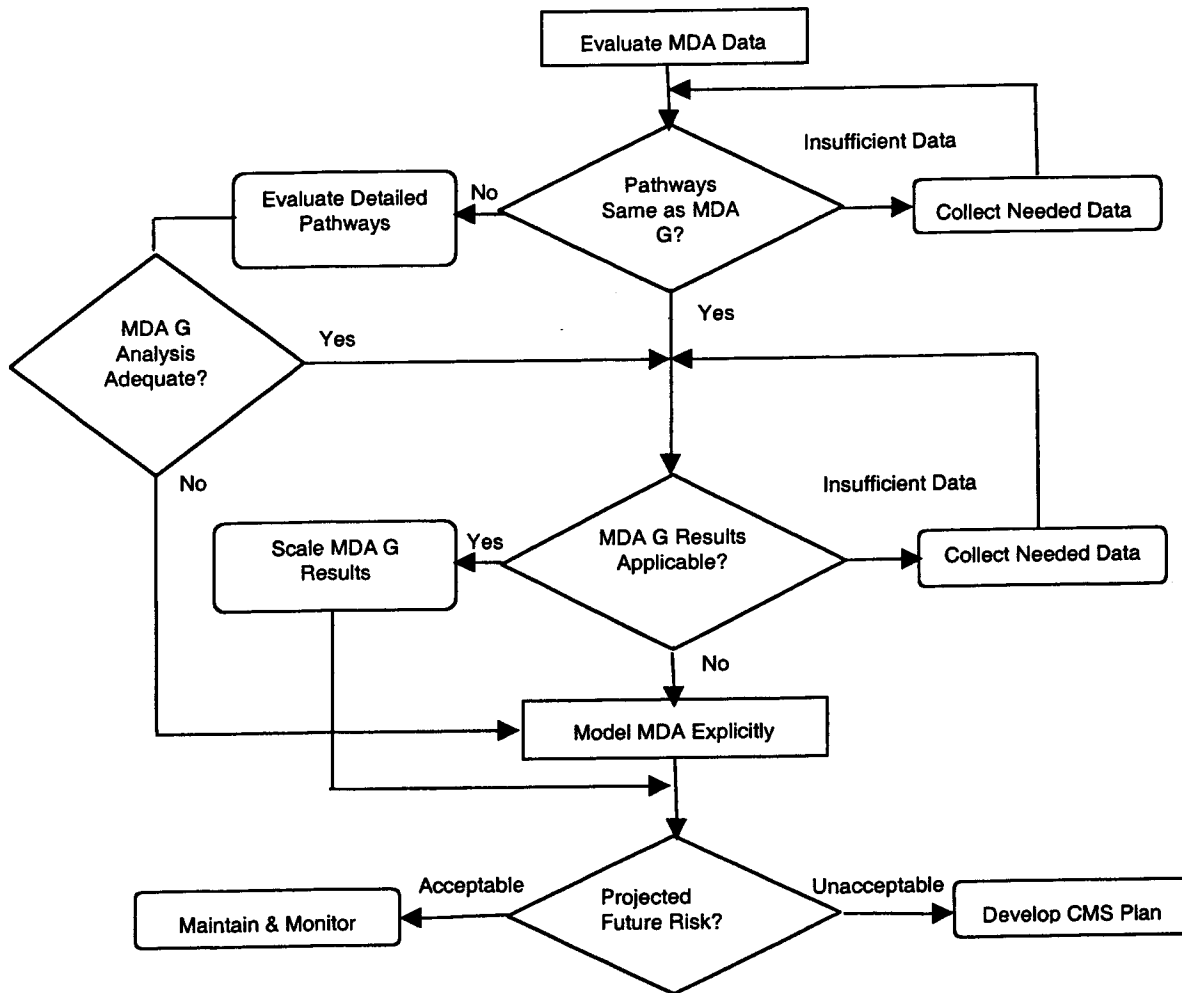 Evaluate MDA Data
Insufficient Data
Evaluate Detailed
Pathways
No
Pathways
Same as MDA
G?
Collect Needed Data
Yes
MDA G
Analysis
Adequate?
Yes
No
Insufficient Data
Scale MDA G
Results
Yes
MDA G Results
Applicable?
Collect Needed Data
No
Model MDA Explicitly
Acceptable
Projected
Future Risk?
Unacceptable
Maintain & Monitor
Develop CMS Plan